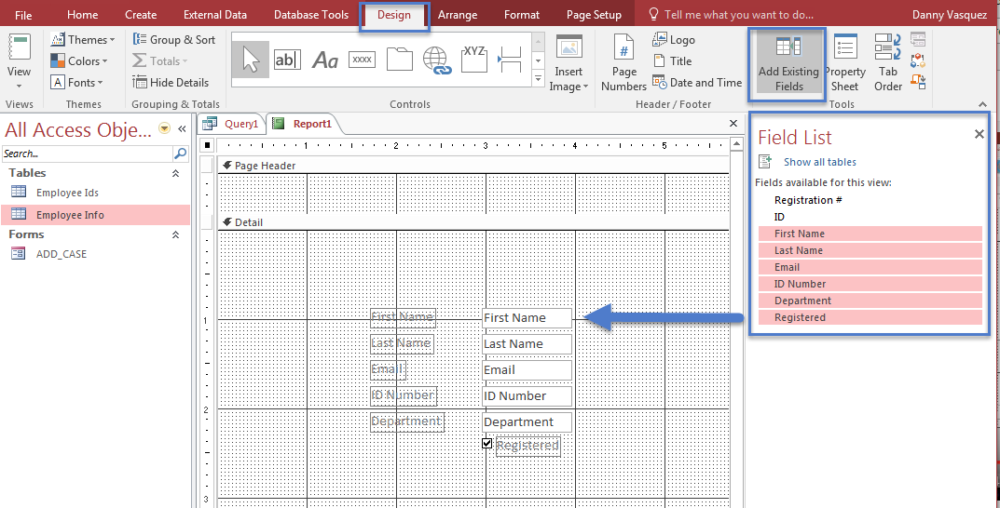 File Home Create External Data Database Tools Design Arrange Format Page Setup Tell me what you want to do... Danny Vasquez
View
Views
Themes
Colors
Fonts
Themes
Group & Sort
Totals
Hide Details
Grouping & Totals
ab|
Aa
xxxx
XYZ
Controls
Insert
Image
Page
Numbers
Logo
Title
Date and Time
Header / Footer
Add Existing
Fields
Property
Sheet
Tab
Order
Tools
All Access Obje...
Search...
Tables
Employee Ids
Employee Info
Forms
ADD_CASE
Query1 Report1
1 2 3 4 5
Page Header
Detail
1
2
3
First Name First Name
Last Name Last Name
Email Email
ID Number ID Number
Department Department
Registered
Field List
Show all tables
Fields available for this view:
Registration #
ID
First Name
Last Name
Email
ID Number
Department
Registered